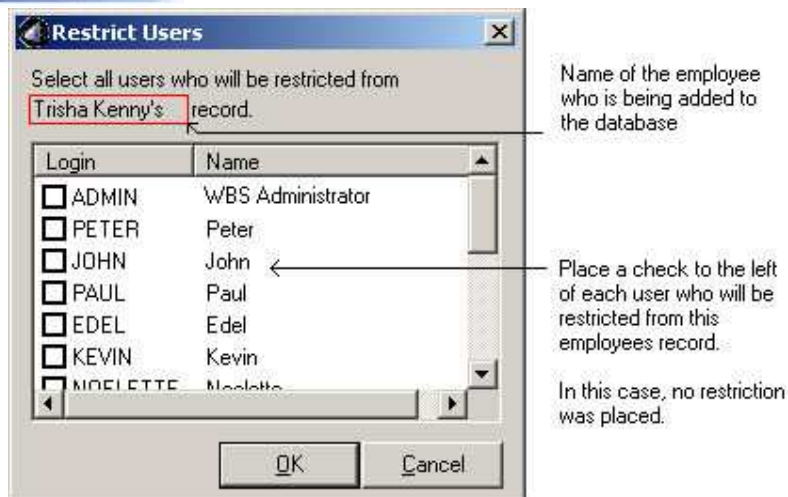 Restrict Users
Select all users who will be restricted from
Trisha Kenny's record.
Login Name
ADMIN WBS Administrator
PETER Peter
JOHN John
PAUL Paul
EDEL Edel
KEVIN Kevin
NOELETTE Noelette
OK Cancel
Name of the employee
who is being added to
the database
Place a check to the left
of each user who will be
restricted from this
employees record.
In this case, no restriction
was placed.